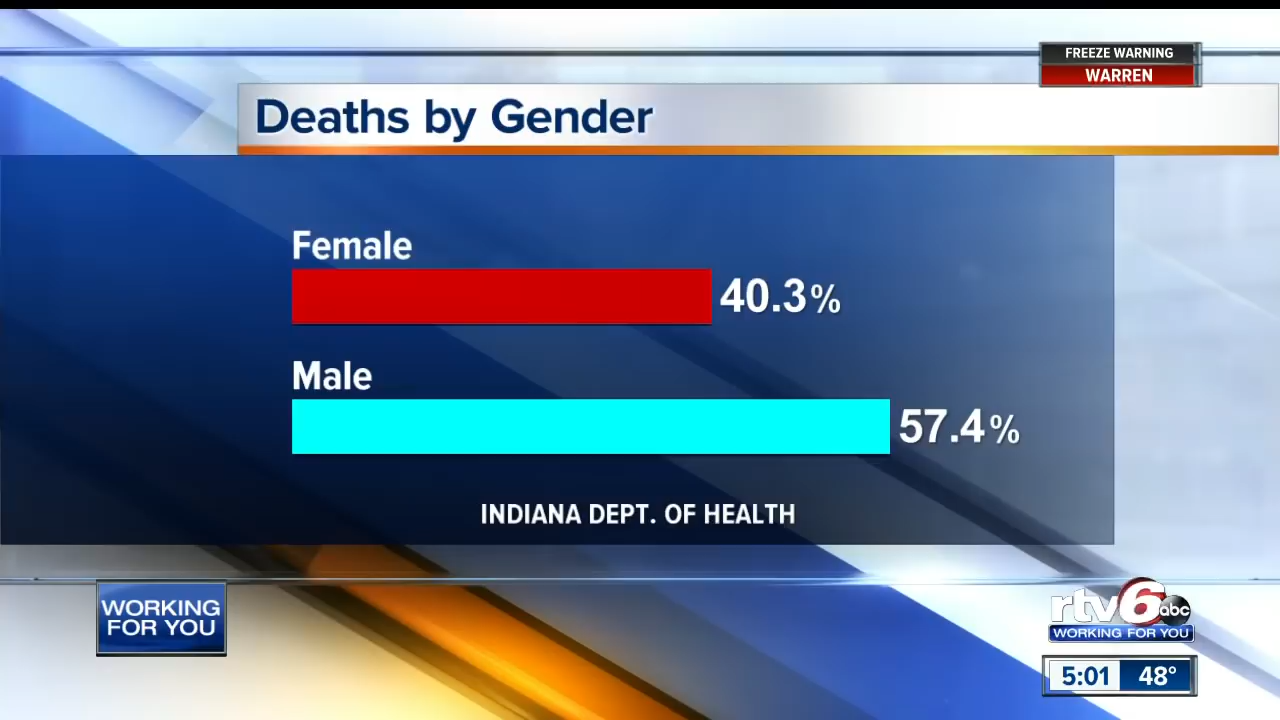 FREEZE WARNING
WARREN
Deaths by Gender
Female
40.3%
Male
57.4%
INDIANA DEPT. OF HEALTH
WORKING
FOR YOU
rtv6 abc
WORKING FOR YOU
5:01 48°